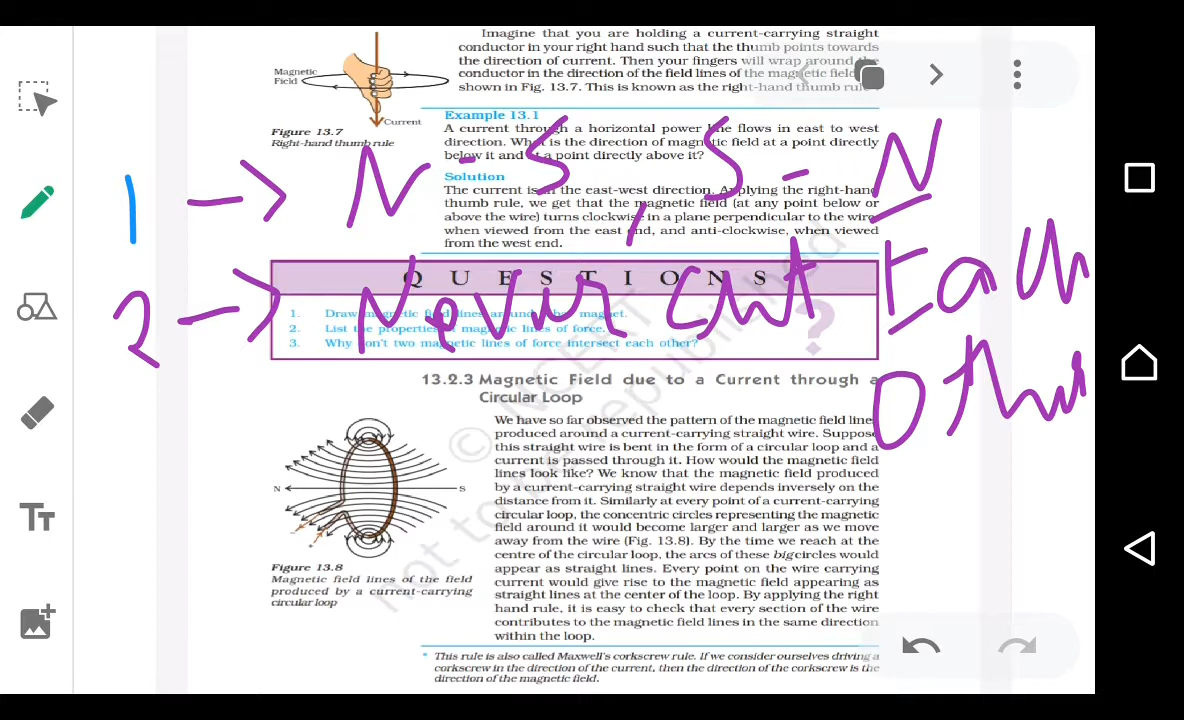 Imagine that you are holding a current-carrying straight
conductor in your right hand such that the thumb points towards
the direction of current. Then your fingers will wrap around the
conductor in the direction of the field lines of the magnetic field
shown in Fig. 13.7. This is known as the right-hand thumb rule
Magnetic
Field
Current
Figure 13.7
Right-hand thumb rule
Example 13.1
A current through a horizontal power line flows in east to west
direction. What is the direction of magnetic field at a point directly
below it and at a point directly above it?
Solution
The current is in the east-west direction. Applying the right-hand
thumb rule, we get that the magnetic field (at any point below or
above the wire) turns clockwise in a plane perpendicular to the wire,
when viewed from the east end, and anti-clockwise, when viewed
from the west end.
1 -> N - S , S - N
2 -> Never Cut Each
Other
QUESTIONS
?
1. Draw magnetic field lines around a bar magnet.
2. List the properties of magnetic lines of force.
3. Why don't two magnetic lines of force intersect each other?
13.2.3 Magnetic Field due to a Current through a
Circular Loop
We have so far observed the pattern of the magnetic field line
produced around a current-carrying straight wire. Suppose
this straight wire is bent in the form of a circular loop and a
current is passed through it. How would the magnetic field
lines look like? We know that the magnetic field produced
by a current-carrying straight wire depends inversely on the
distance from it. Similarly at every point of a current-carrying
circular loop, the concentric circles representing the magnetic
field around it would become larger and larger as we move
away from the wire (Fig. 13.8). By the time we reach at the
centre of the circular loop, the arcs of these big circles would
appear as straight lines. Every point on the wire carrying
current would give rise to the magnetic field appearing as
straight lines at the center of the loop. By applying the right
hand rule, it is easy to check that every section of the wire
contributes to the magnetic field lines in the same direction
within the loop.
N
S
Figure 13.8
Magnetic field lines of the field
produced by a current-carrying
circular loop
© NCERT
not to be republished
* This rule is also called Maxwell's corkscrew rule. If we consider ourselves driving a
corkscrew in the direction of the current, then the direction of the corkscrew is the
direction of the magnetic field.
TT